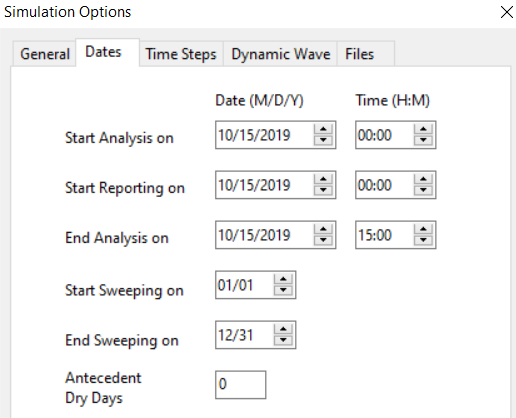 Simulation Options
General Dates Time Steps Dynamic Wave Files
Date (M/D/Y) Time (H:M)
Start Analysis on 10/15/2019 00:00
Start Reporting on 10/15/2019 00:00
End Analysis on 10/15/2019 15:00
Start Sweeping on 01/01
End Sweeping on 12/31
Antecedent
Dry Days 0